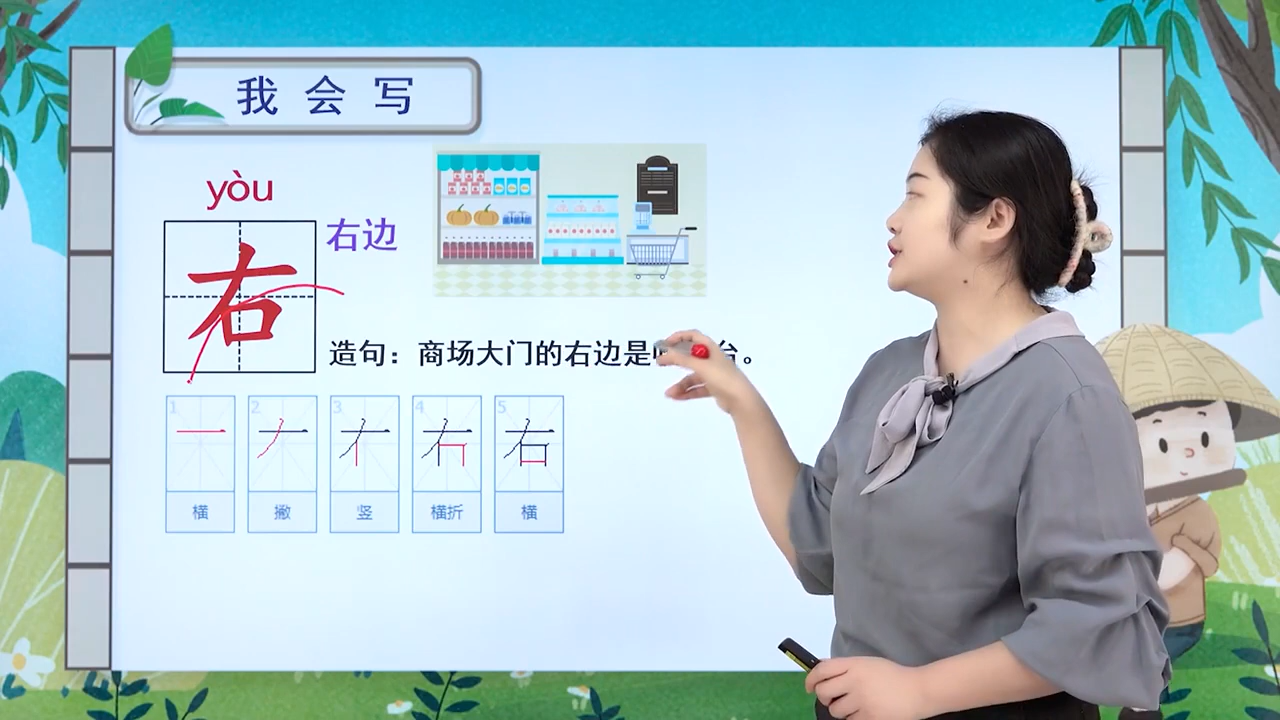 我会写
yòu
右 右边
造句：商场大门的右边是 台。
1 2 3 4 5
横 撇 竖 横折 横